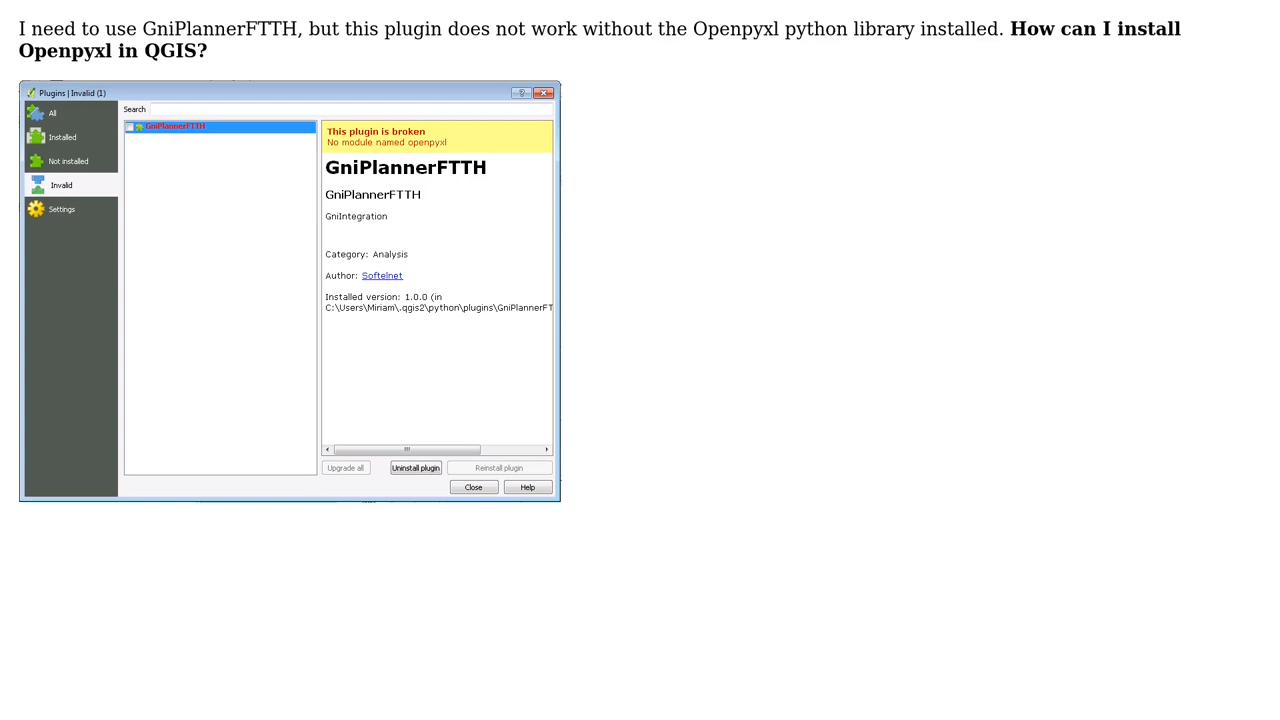 I need to use GniPlannerFTTH, but this plugin does not work without the Openpyxl python library installed. How can I install
Openpyxl in QGIS?
Plugins | Invalid (1)
All
Installed
Not installed
Invalid
Settings
Search
GniPlannerFTTH
This plugin is broken
No module named openpyxl
GniPlannerFTTH
GniPlannerFTTH
GniIntegration
Category: Analysis
Author: Softelnet
Installed version: 1.0.0 (in
C:\Users\Miriam\.qgis2\python\plugins\GniPlannerFT
Upgrade all
Uninstall plugin
Reinstall plugin
Close
Help